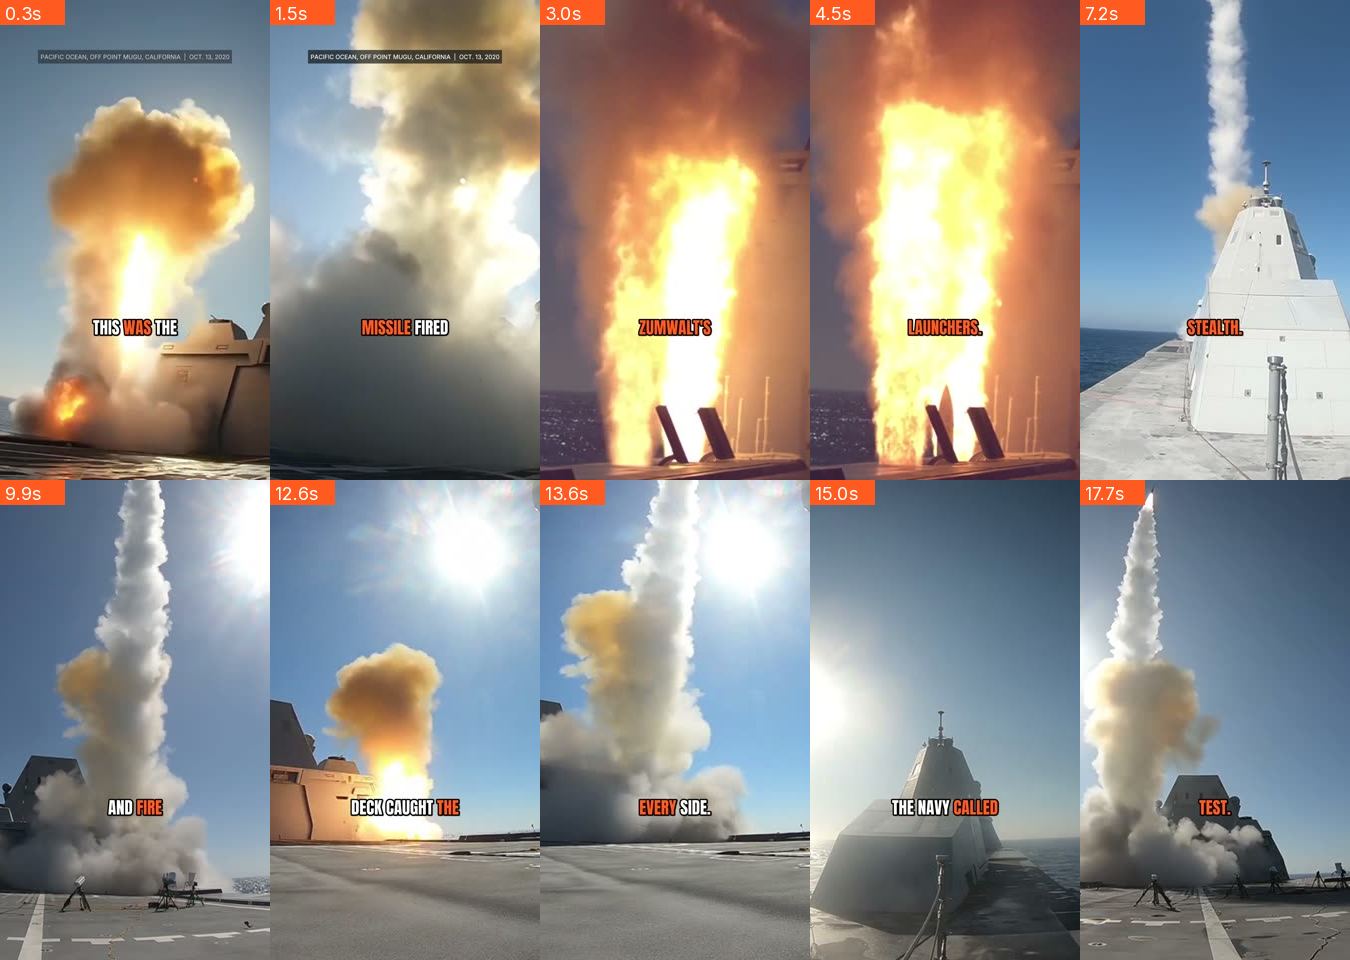 0.3s
PACIFIC OCEAN, OFF POINT MUGU, CALIFORNIA | OCT. 13, 2020
THIS WAS THE
1.5s
PACIFIC OCEAN, OFF POINT MUGU, CALIFORNIA | OCT. 13, 2020
MISSILE FIRED
3.0s
ZUMWALT'S
4.5s
LAUNCHERS.
7.2s
STEALTH.
9.9s
AND FIRE
12.6s
DECK CAUGHT THE
13.6s
EVERY SIDE.
15.0s
THE NAVY CALLED
17.7s
TEST.